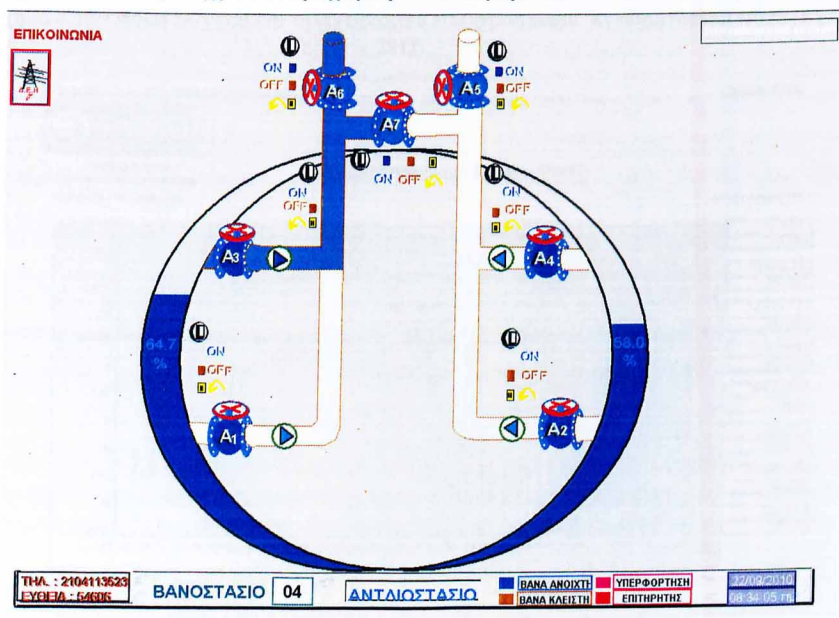 ΕΠΙΚΟΙΝΩΝΙΑ
ON
OFF
A6
A5
ON
OFF
A7
ON OFF
ON
OFF
ON
OFF
A3
A4
64.7
%
58.0
%
ON
OFF
ON
OFF
A1
A2
ΤΗΛ. : 2104113523
ΕΥΘΕΙΑ : 54606
ΒΑΝΟΣΤΑΣΙΟ 04
ΑΝΤΛΙΟΣΤΑΣΙΟ
ΒΑΝΑ ΑΝΟΙΧΤΗ
ΥΠΕΡΦΟΡΤΗΣΗ
ΒΑΝΑ ΚΛΕΙΣΤΗ
ΕΠΙΤΗΡΗΤΗΣ
22/09/2010
08:34:05 πμ